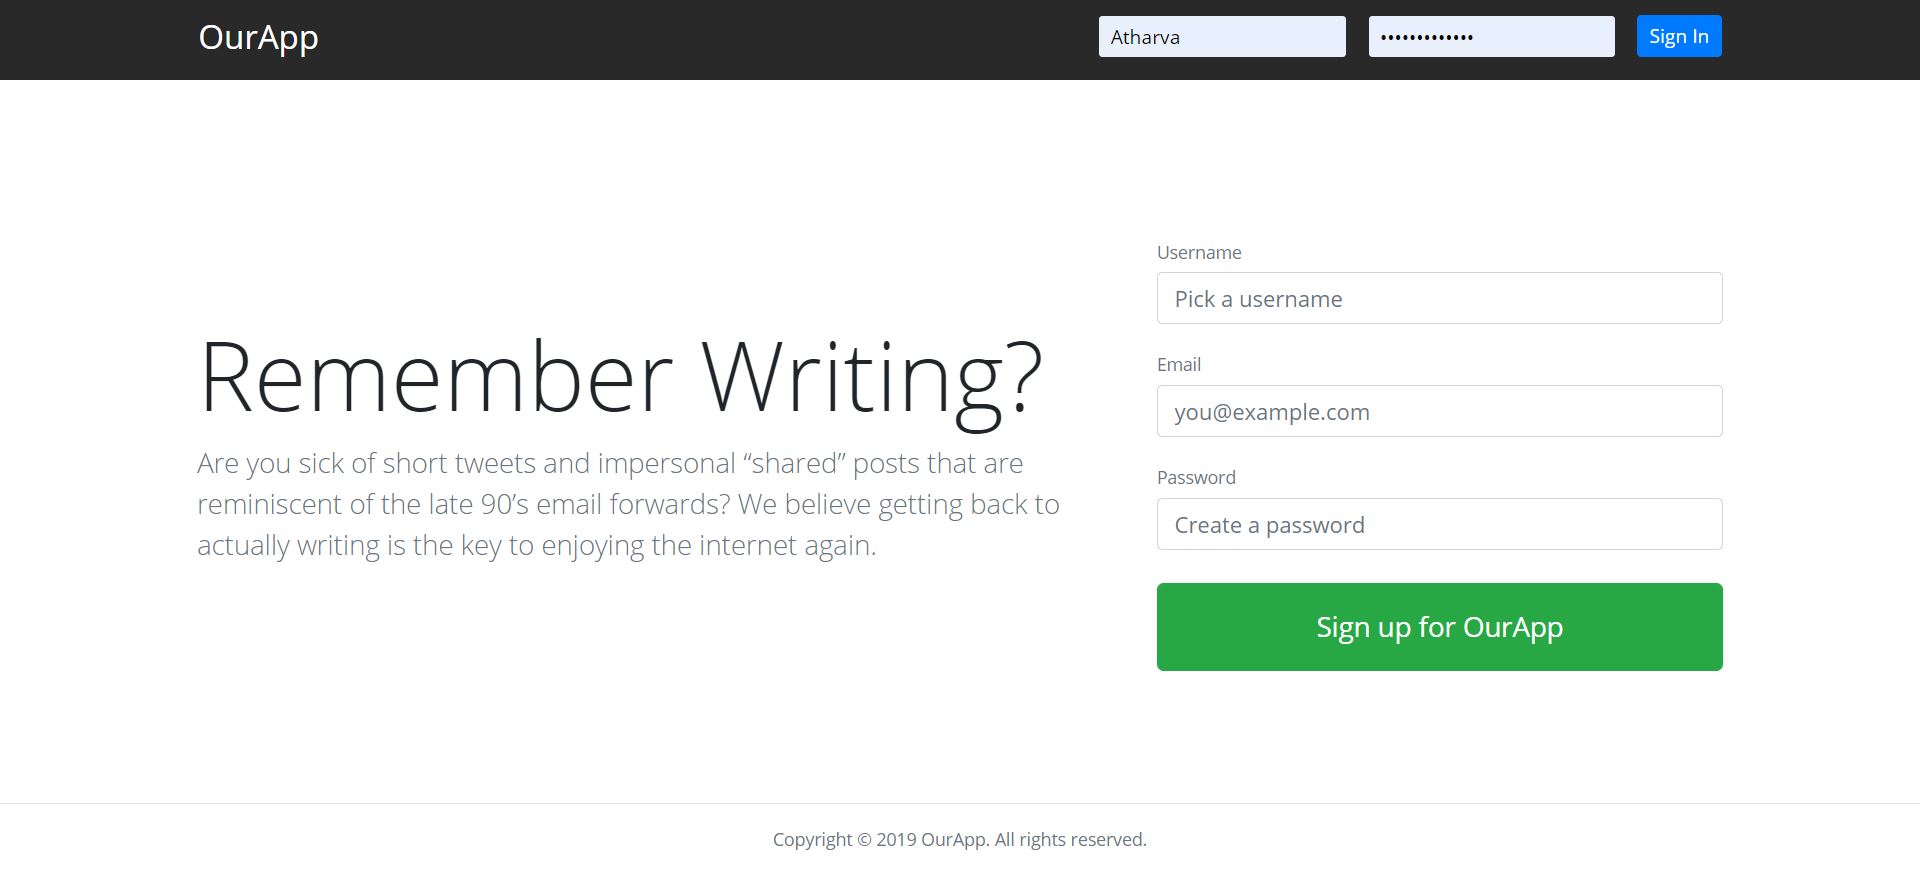 OurApp
Atharva
•••••••••••••
Sign In
Remember Writing?
Are you sick of short tweets and impersonal “shared” posts that are
reminiscent of the late 90’s email forwards? We believe getting back to
actually writing is the key to enjoying the internet again.
Username
Pick a username
Email
you@example.com
Password
Create a password
Sign up for OurApp
Copyright © 2019 OurApp. All rights reserved.